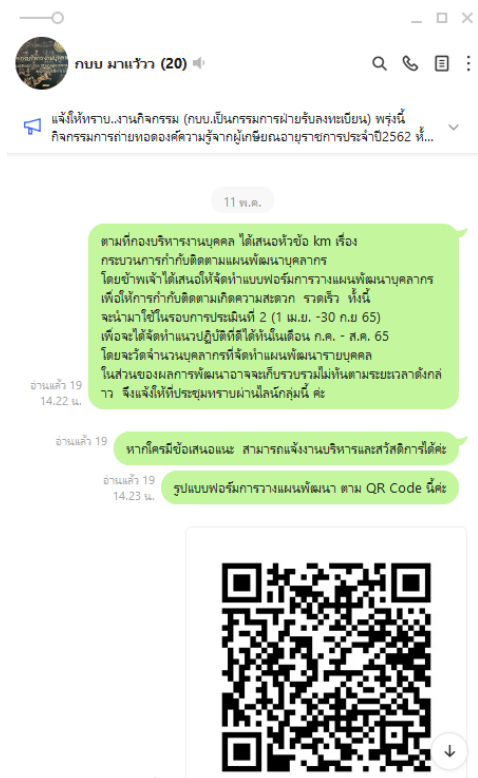 กบบ มาแว้วว (20)
แจ้งให้ทราบ..งานกิจกรรม (กบบ.เป็นกรรมการฝ่ายรับลงทะเบียน) พรุ่งนี้
กิจกรรมการถ่ายทอดองค์ความรู้จากผู้เกษียณอายุราชการประจำปี2562 ห้...
11 พ.ค.
ตามที่กองบริหารงานบุคคล ได้เสนอหัวข้อ km เรื่อง
กระบวนการกำกับติดตามแผนพัฒนาบุคลากร
โดยข้าพเจ้าได้เสนอให้จัดทำแบบฟอร์มการวางแผนพัฒนาบุคลากร
เพื่อให้การกำกับติดตามเกิดความสะดวก รวดเร็ว ทั้งนี้
จะนำมาใช้ในรอบการประเมินที่ 2 (1 เม.ย. -30 ก.ย 65)
เพื่อจะได้จัดทำแนวปฏิบัติที่ดีได้ทันในเดือน ก.ค. - ส.ค. 65
โดยจะวัดจำนวนบุคลากรที่จัดทำแผนพัฒนารายบุคคล
ในส่วนของผลการพัฒนาอาจจะเก็บรวบรวมไม่ทันตามระยะเวลาดังกล่
าว จึงแจ้งให้ที่ประชุมทราบผ่านไลน์กลุ่มนี้ ค่ะ
อ่านแล้ว 19
14.22 น.
อ่านแล้ว 19
หากใครมีข้อเสนอแนะ สามารถแจ้งงานบริหารและสวัสดิการได้ค่ะ
อ่านแล้ว 19
14.23 น.
รูปแบบฟอร์มการวางแผนพัฒนา ตาม QR Code นี้ค่ะ